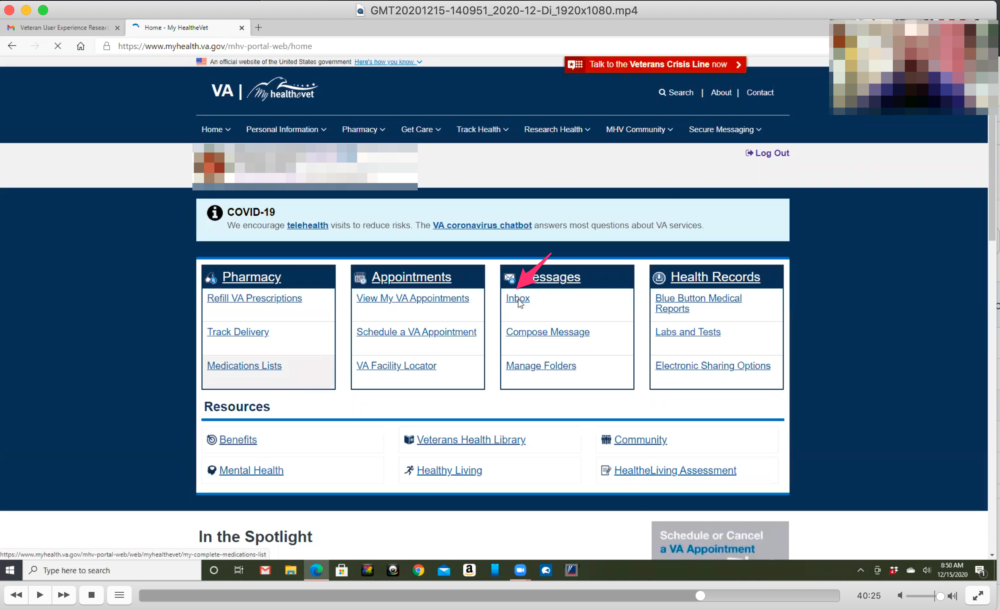 GMT20201215-140951_2020-12-Di_1920x1080.mp4
Veteran User Experience Researc
Home - My HealtheVet
https://www.myhealth.va.gov/mhv-portal-web/home
An official website of the United States government Here's how you know.
Talk to the Veterans Crisis Line now
VA | My healthevet
Search | About | Contact
Home Personal Information Pharmacy Get Care Track Health Research Health MHV Community Secure Messaging
Log Out
COVID-19
We encourage telehealth visits to reduce risks. The VA coronavirus chatbot answers most questions about VA services.
Pharmacy
Refill VA Prescriptions
Track Delivery
Medications Lists
Appointments
View My VA Appointments
Schedule a VA Appointment
VA Facility Locator
essages
Inbox
Compose Message
Manage Folders
Health Records
Blue Button Medical
Reports
Labs and Tests
Electronic Sharing Options
Resources
Benefits
Veterans Health Library
Community
Mental Health
Healthy Living
HealtheLiving Assessment
In the Spotlight
Schedule or Cancel
a VA Appointment
https://www.myhealth.va.gov/mhv-portal-web/web/myhealthevet/my-complete-medications-list
Type here to search
8:50 AM
12/15/2020
1
40:25